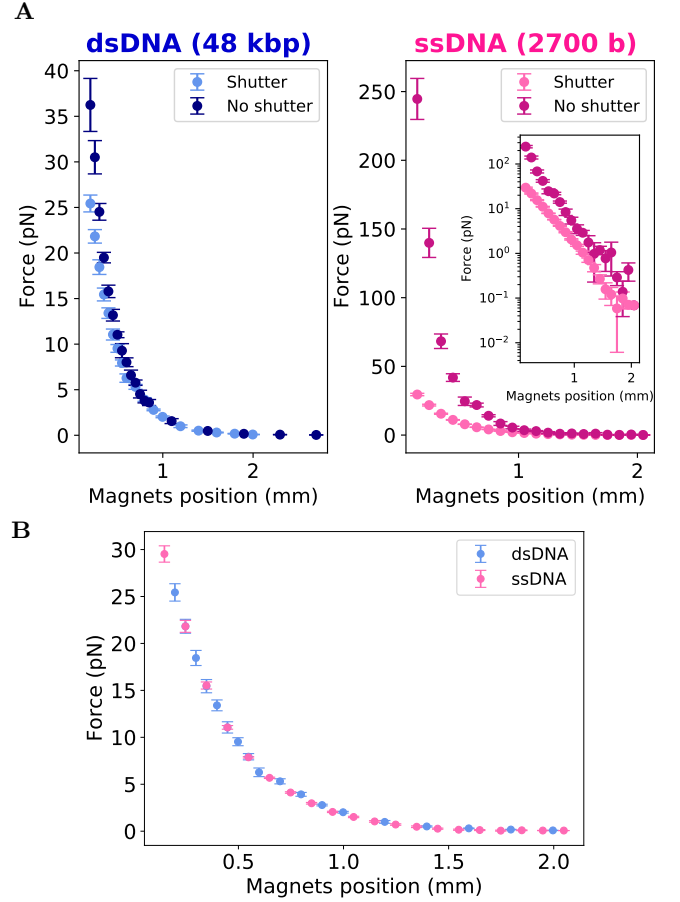 A
dsDNA (48 kbp)
Shutter
No shutter
40
35
30
25
20
15
10
5
0
Force (pN)
1
2
Magnets position (mm)
ssDNA (2700 b)
Shutter
No shutter
250
200
150
100
50
0
Force (pN)
10²
10¹
10⁰
10⁻¹
10⁻²
Force (pN)
1
2
Magnets position (mm)
1
2
Magnets position (mm)
B
dsDNA
ssDNA
30
25
20
15
10
5
0
Force (pN)
0.5
1.0
1.5
2.0
Magnets position (mm)